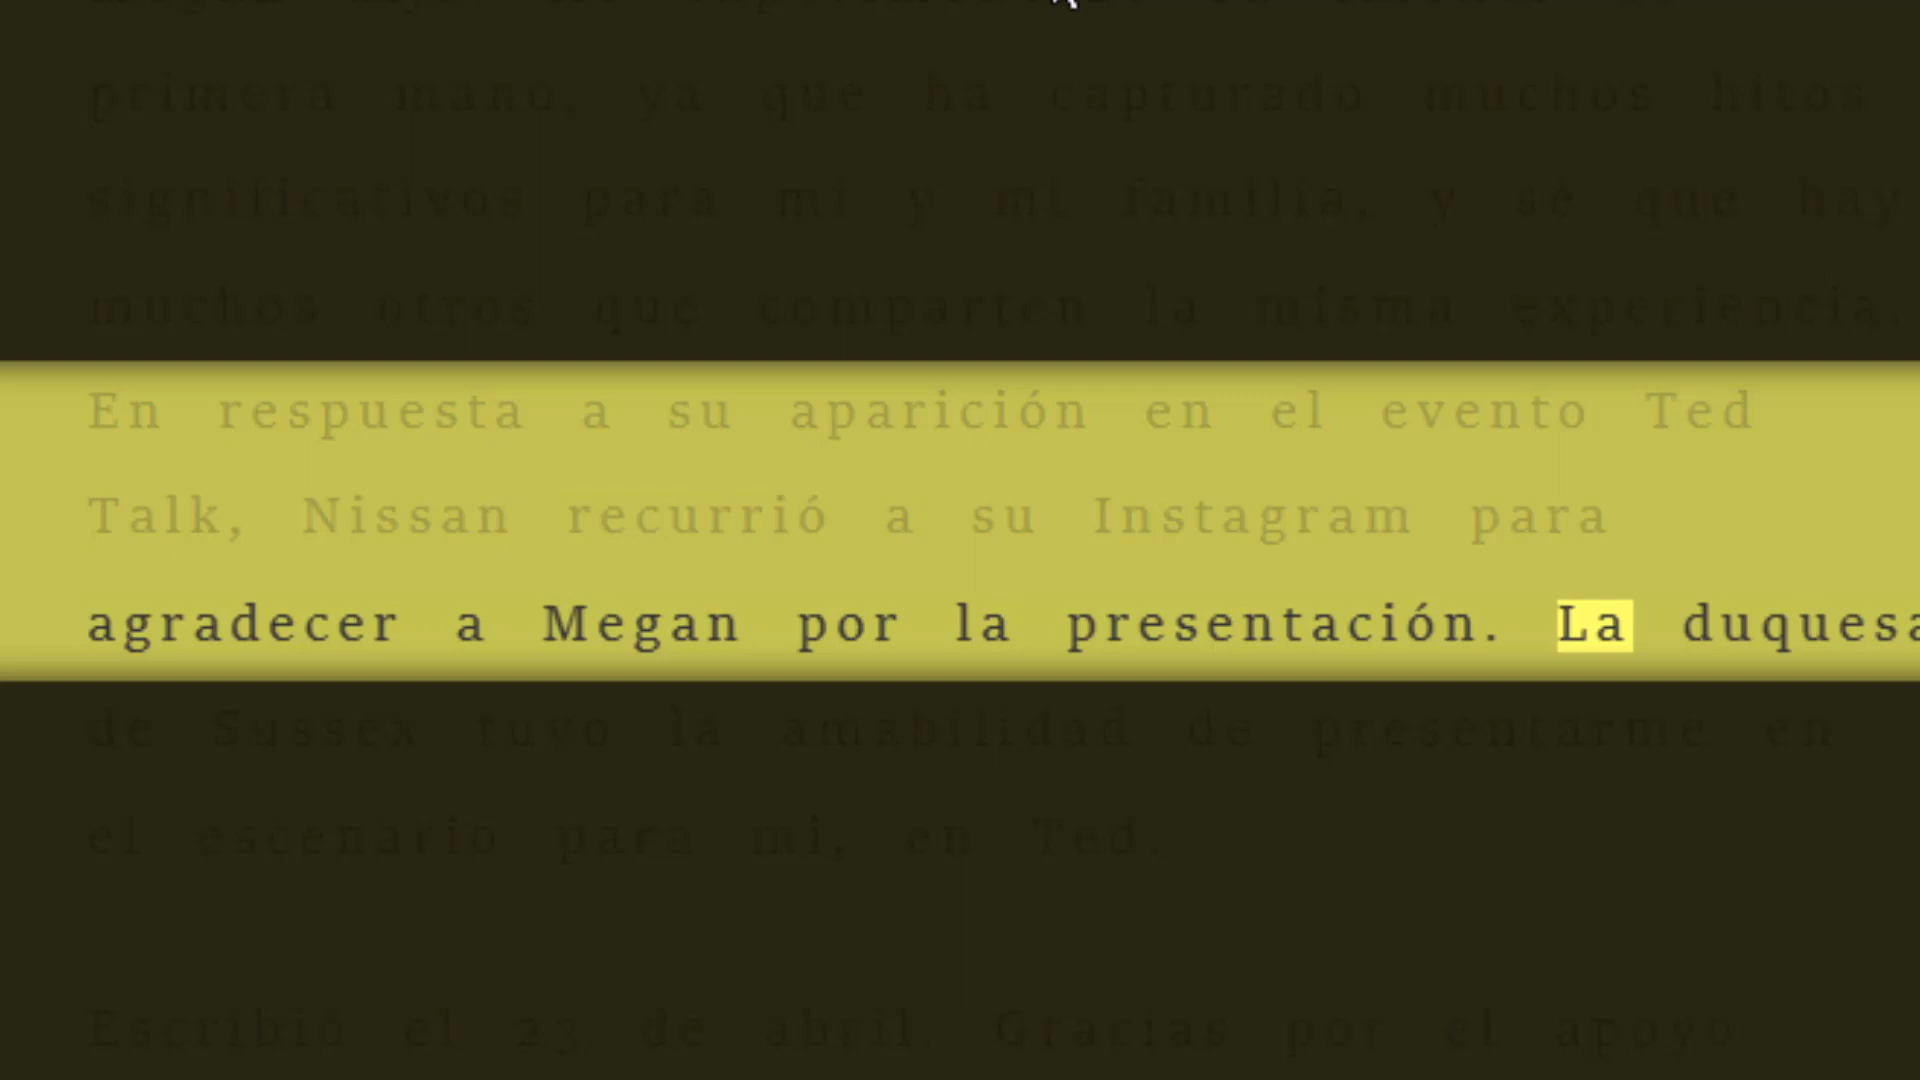 primera mano, ya que ha capturado muchos hitos
significativos para mi y mi familia, y se que hay
muchos otros que comparten la misma experiencia.
En respuesta a su aparición en el evento Ted
Talk, Nissan recurrió a su Instagram para
agradecer a Megan por la presentación. La duquesa
de Sussex tuvo la amabilidad de presentarme en
el escenario para mi, en Ted.
Escribió el 23 de abril. Gracias por el apoyo